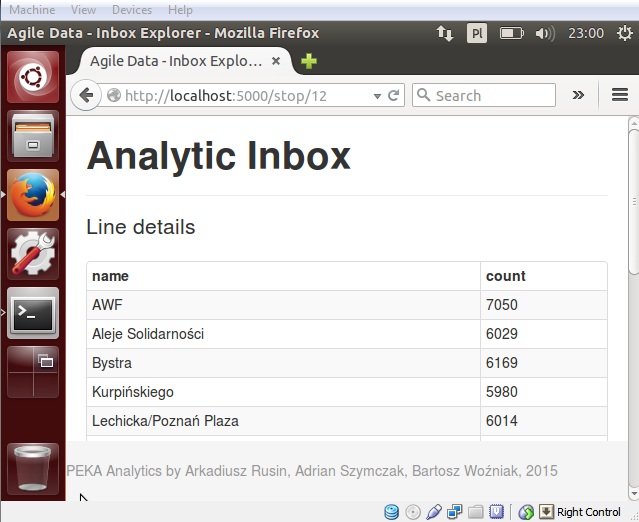 Machine View Devices Help
Agile Data - Inbox Explorer - Mozilla Firefox Pl 23:00
Agile Data - Inbox Explo...
http://localhost:5000/stop/12 Search
Analytic Inbox
Line details
name count
AWF 7050
Aleje Solidarności 6029
Bystra 6169
Kurpińskiego 5980
Lechicka/Poznań Plaza 6014
PEKA Analytics by Arkadiusz Rusin, Adrian Szymczak, Bartosz Woźniak, 2015
Right Control